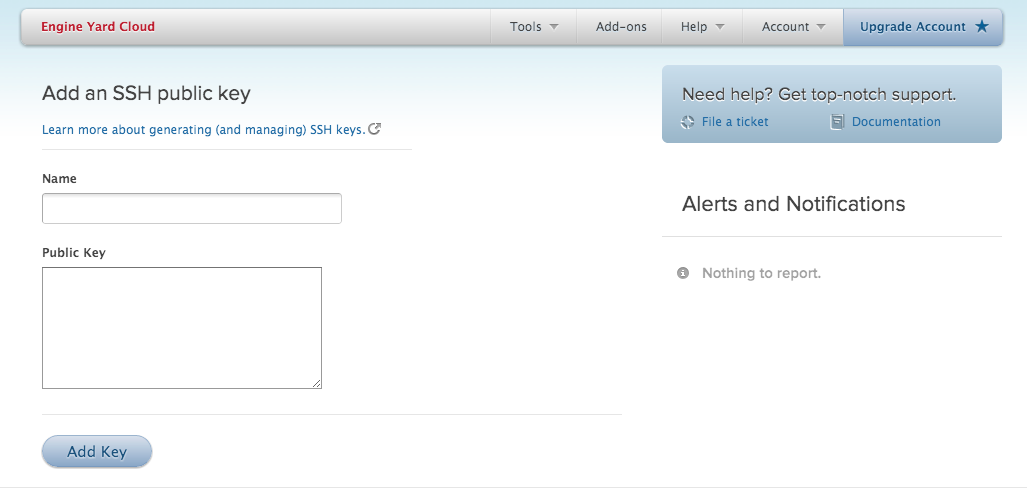 Engine Yard Cloud
Tools
Add-ons
Help
Account
Upgrade Account
Add an SSH public key
Learn more about generating (and managing) SSH keys.
Name
Public Key
Add Key
Need help? Get top-notch support.
File a ticket
Documentation
Alerts and Notifications
Nothing to report.